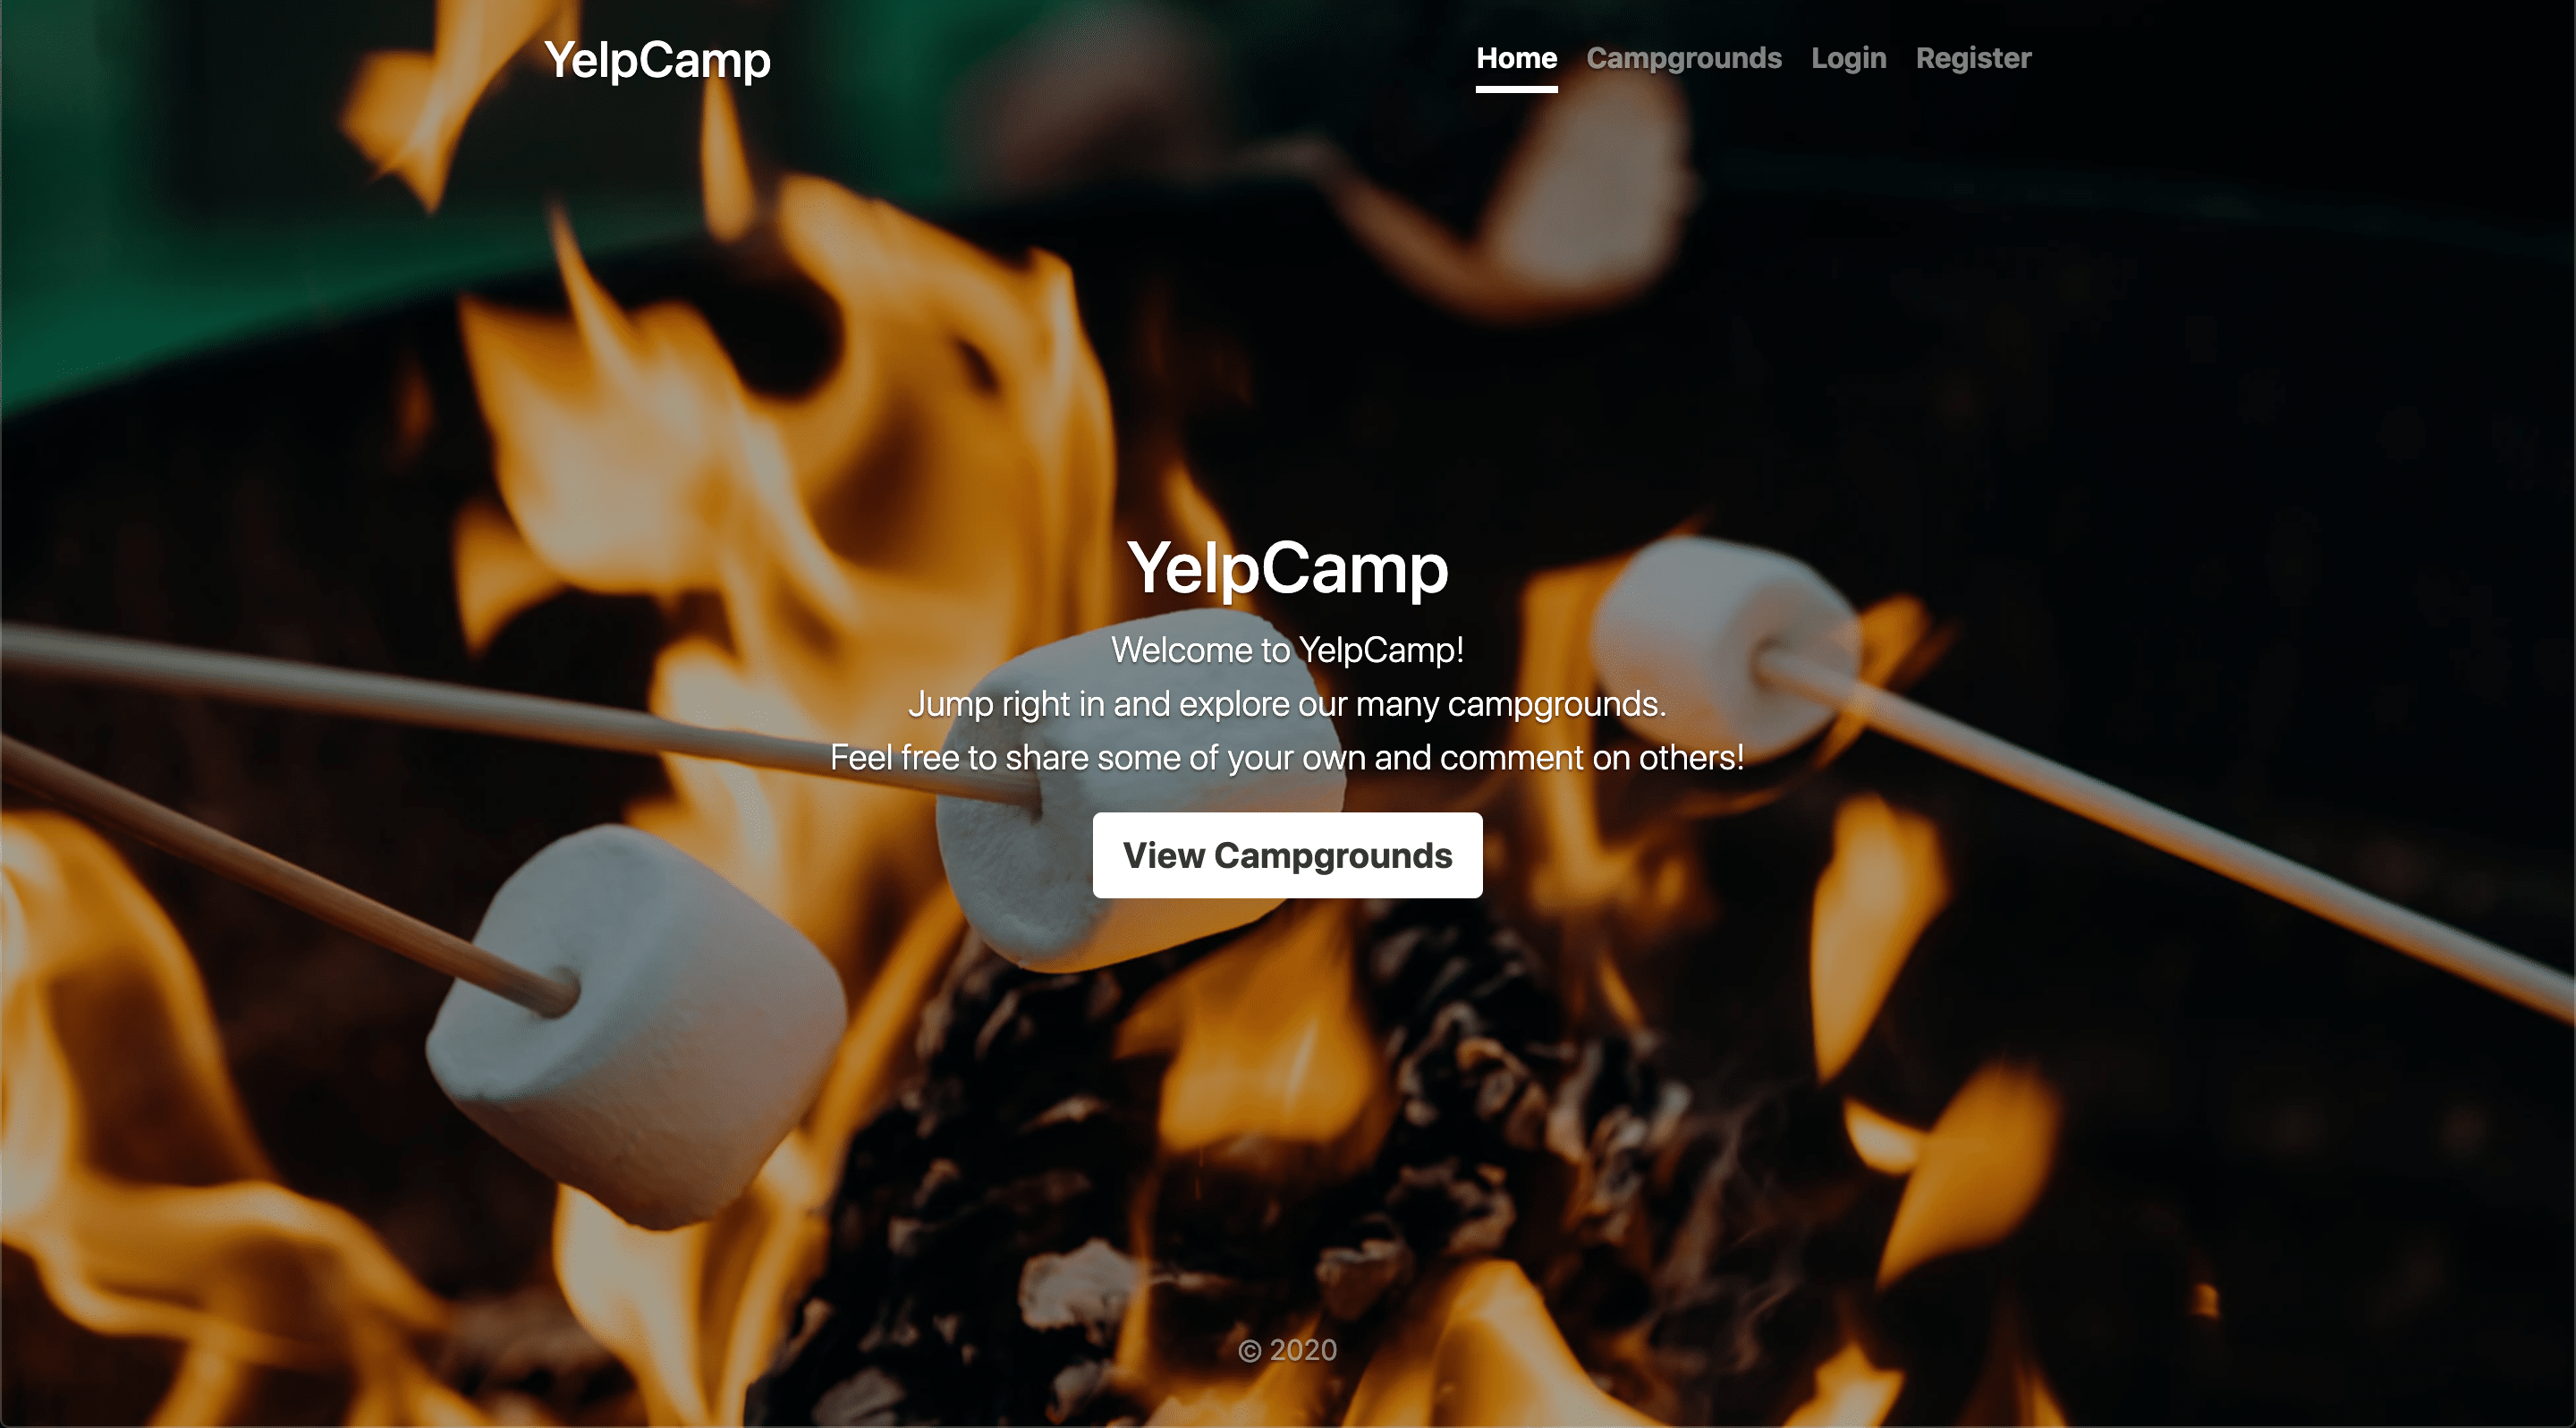 YelpCamp
Home Campgrounds Login Register
YelpCamp
Welcome to YelpCamp!
Jump right in and explore our many campgrounds.
Feel free to share some of your own and comment on others!
View Campgrounds
© 2020